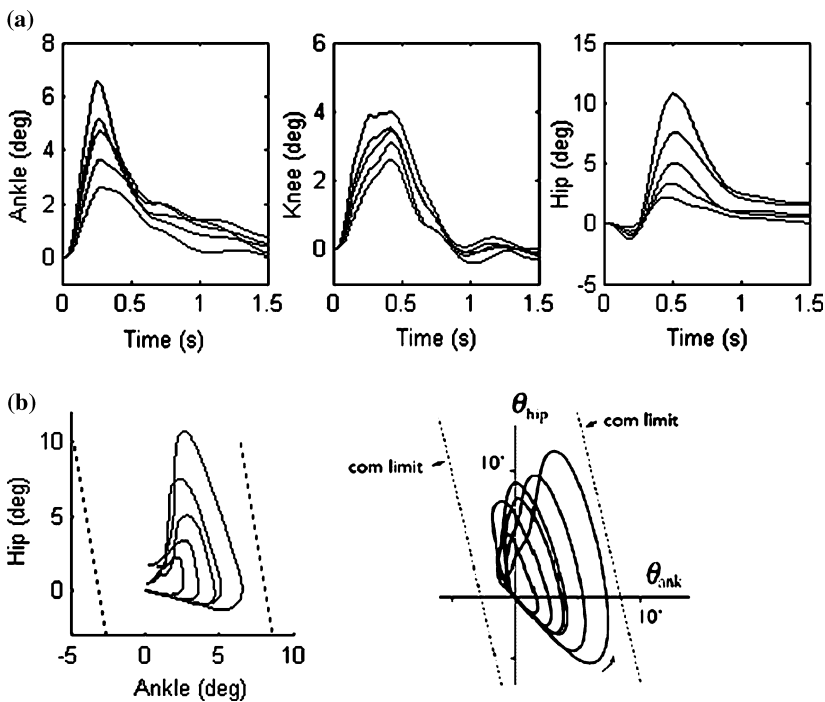 (a)
8
6
4
2
0
Ankle (deg)
0 0.5 1 1.5
Time (s)
6
4
2
0
Knee (deg)
0 0.5 1 1.5
Time (s)
15
10
5
0
-5
Hip (deg)
0 0.5 1 1.5
Time (s)
(b)
10
5
0
Hip (deg)
-5 0 5 10
Ankle (deg)
θhip
com limit
com limit
10°
θank
10°